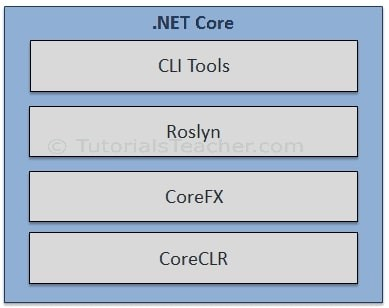 .NET Core
CLI Tools
Roslyn
© TutorialsTeacher.com
CoreFX
CoreCLR